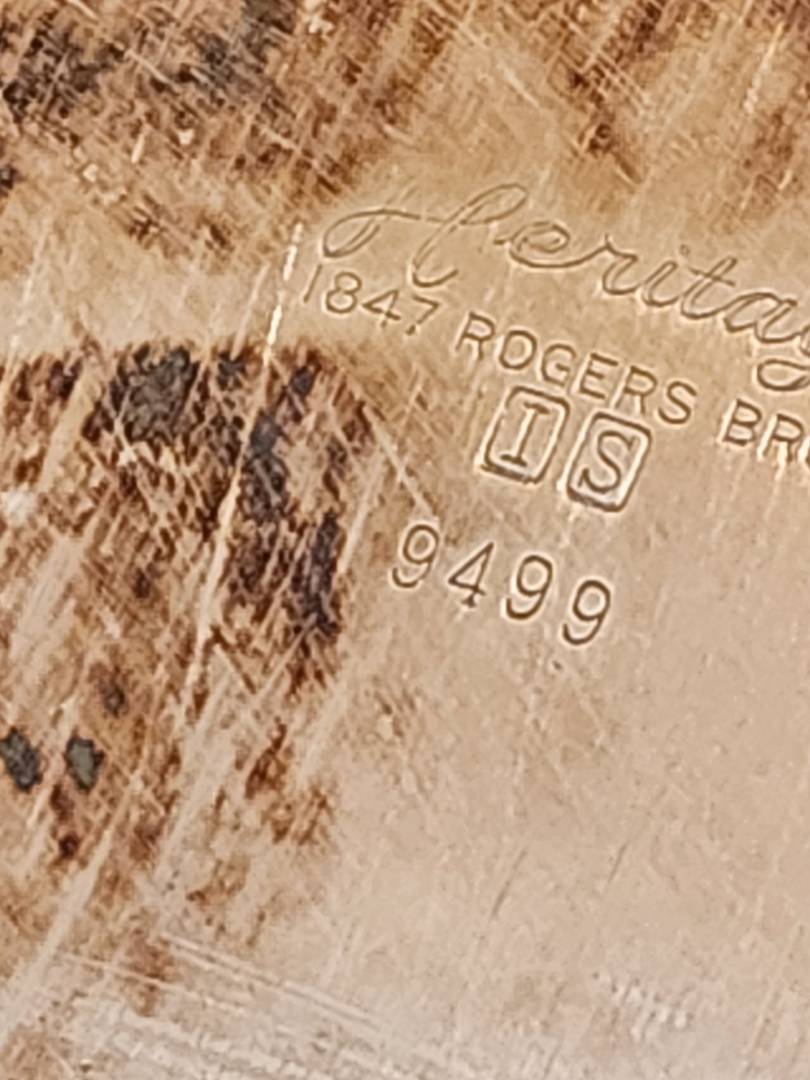 Heritag
1847 ROGERS BR
I S
9499